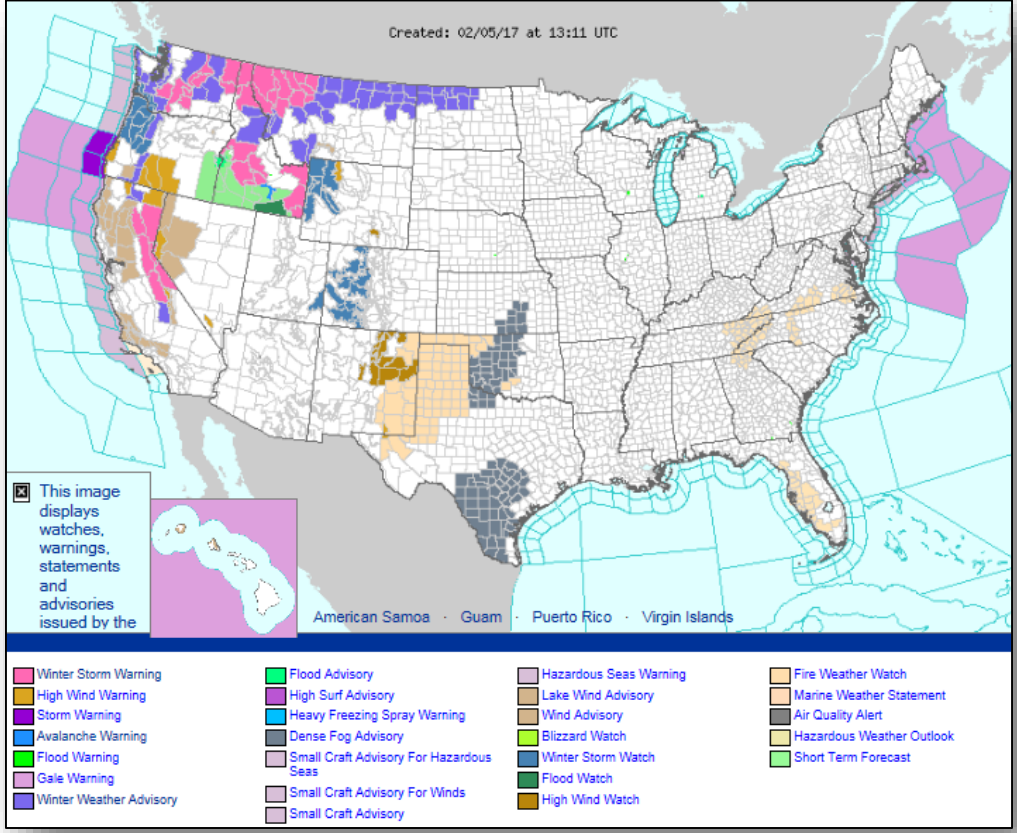 Created: 02/05/17 at 13:11 UTC
This image
displays
watches,
warnings,
statements
and
advisories
issued by the
American Samoa · Guam · Puerto Rico · Virgin Islands
Winter Storm Warning
High Wind Warning
Storm Warning
Avalanche Warning
Flood Warning
Gale Warning
Winter Weather Advisory
Flood Advisory
High Surf Advisory
Heavy Freezing Spray Warning
Dense Fog Advisory
Small Craft Advisory For Hazardous
Seas
Small Craft Advisory For Winds
Small Craft Advisory
Hazardous Seas Warning
Lake Wind Advisory
Wind Advisory
Blizzard Watch
Winter Storm Watch
Flood Watch
High Wind Watch
Fire Weather Watch
Marine Weather Statement
Air Quality Alert
Hazardous Weather Outlook
Short Term Forecast